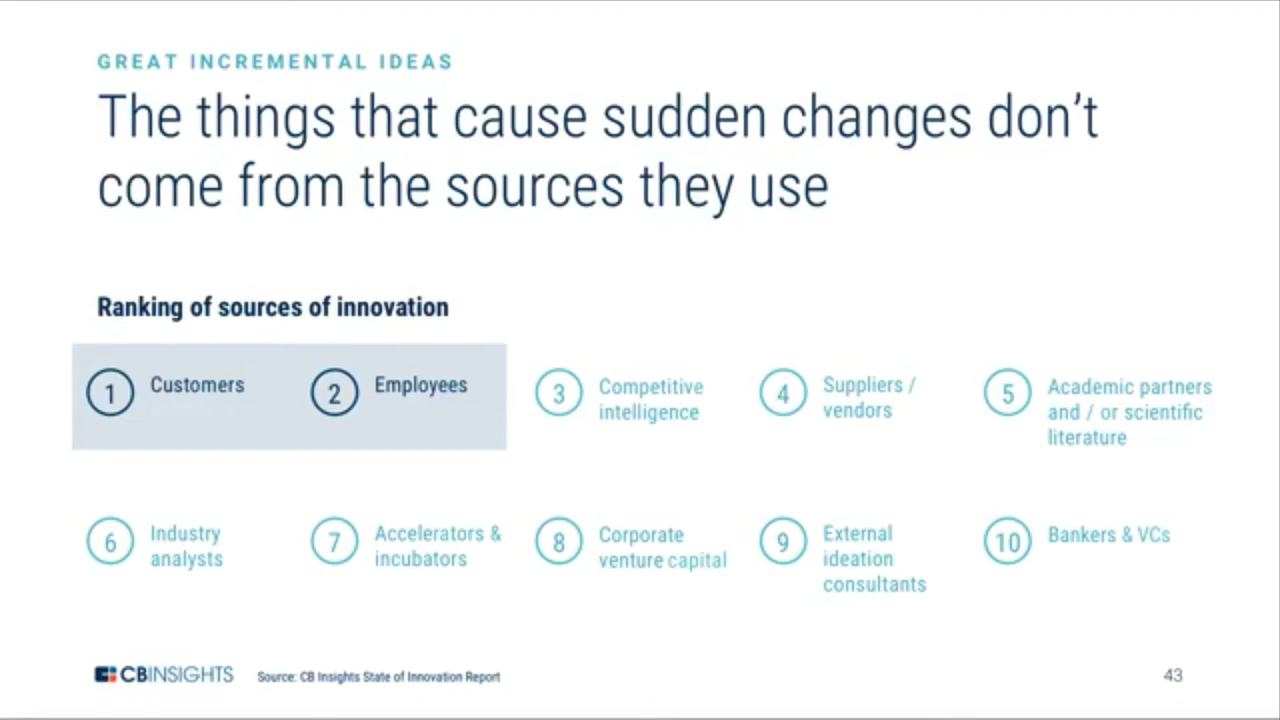 GREAT INCREMENTAL IDEAS
The things that cause sudden changes don’t
come from the sources they use
Ranking of sources of innovation
1 Customers
2 Employees
3 Competitive
intelligence
4 Suppliers /
vendors
5 Academic partners
and / or scientific
literature
6 Industry
analysts
7 Accelerators &
incubators
8 Corporate
venture capital
9 External
ideation
consultants
10 Bankers & VCs
CBINSIGHTS
Source: CB Insights State of Innovation Report
43